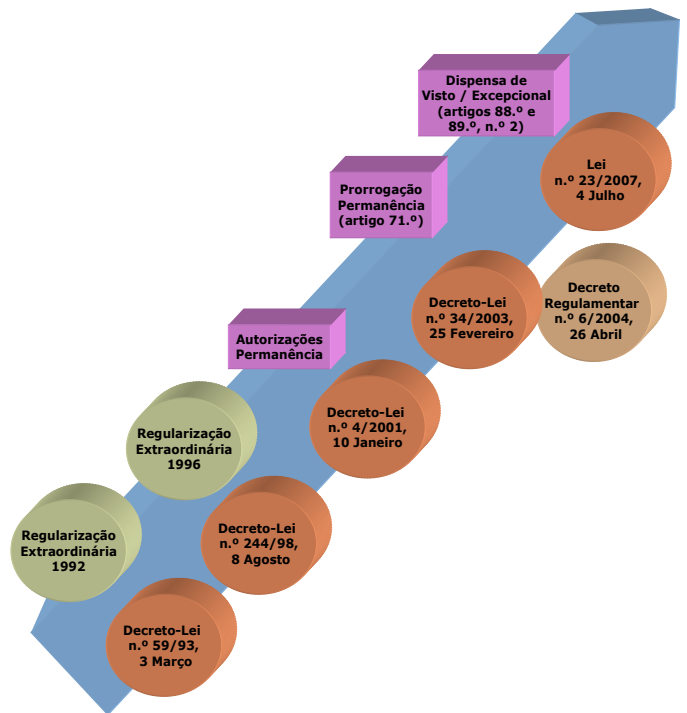 Dispensa de
Visto / Excepcional
(artigos 88.º e
89.º, n.º 2)
Lei
n.º 23/2007,
4 Julho
Prorrogação
Permanência
(artigo 71.º)
Decreto-Lei
n.º 34/2003,
25 Fevereiro
Decreto
Regulamentar
n.º 6/2004,
26 Abril
Autorizações
Permanência
Decreto-Lei
n.º 4/2001,
10 Janeiro
Regularização
Extraordinária
1996
Decreto-Lei
n.º 244/98,
8 Agosto
Regularização
Extraordinária
1992
Decreto-Lei
n.º 59/93,
3 Março